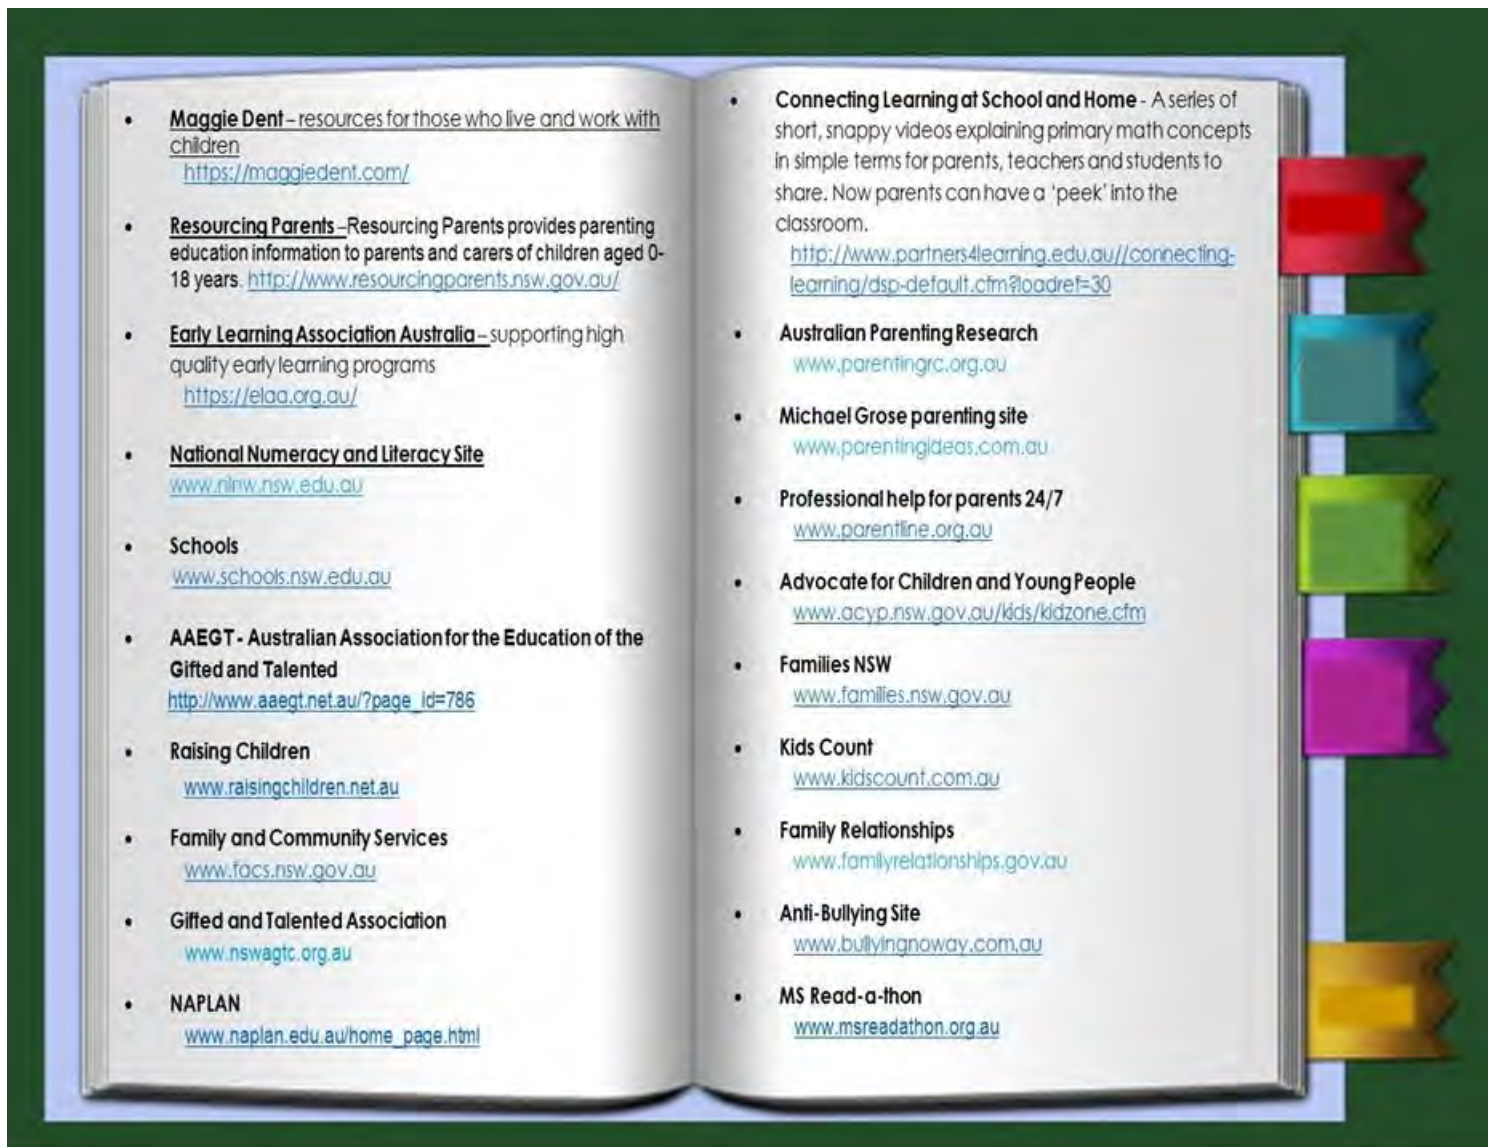 • Maggie Dent – resources for those who live and work with
children
https://maggiedent.com/
• Resourcing Parents –Resourcing Parents provides parenting
education information to parents and carers of children aged 0-
18 years. http://www.resourcingparents.nsw.gov.au/
• Early Learning Association Australia – supporting high
quality early learning programs
https://elaa.org.au/
• National Numeracy and Literacy Site
www.nlnw.nsw.edu.au
• Schools
www.schools.nsw.edu.au
• AAEGT - Australian Association for the Education of the
Gifted and Talented
http://www.aaegt.net.au/?page_id=786
• Raising Children
www.raisingchildren.net.au
• Family and Community Services
www.facs.nsw.gov.au
• Gifted and Talented Association
www.nswagtc.org.au
• NAPLAN
www.naplan.edu.au/home_page.html
• Connecting Learning at School and Home - A series of
short, snappy videos explaining primary math concepts
in simple terms for parents, teachers and students to
share. Now parents can have a ‘peek’ into the
classroom.
http://www.partners4learning.edu.au//connecting-
learning/dsp-default.cfm?loadref=30
• Australian Parenting Research
www.parentingrc.org.au
• Michael Grose parenting site
www.parentingideas.com.au
• Professional help for parents 24/7
www.parentline.org.au
• Advocate for Children and Young People
www.acyp.nsw.gov.au/kids/kidzone.cfm
• Families NSW
www.families.nsw.gov.au
• Kids Count
www.kidscount.com.au
• Family Relationships
www.familyrelationships.gov.au
• Anti-Bullying Site
www.bullyingnoway.com.au
• MS Read-a-thon
www.msreadathon.org.au